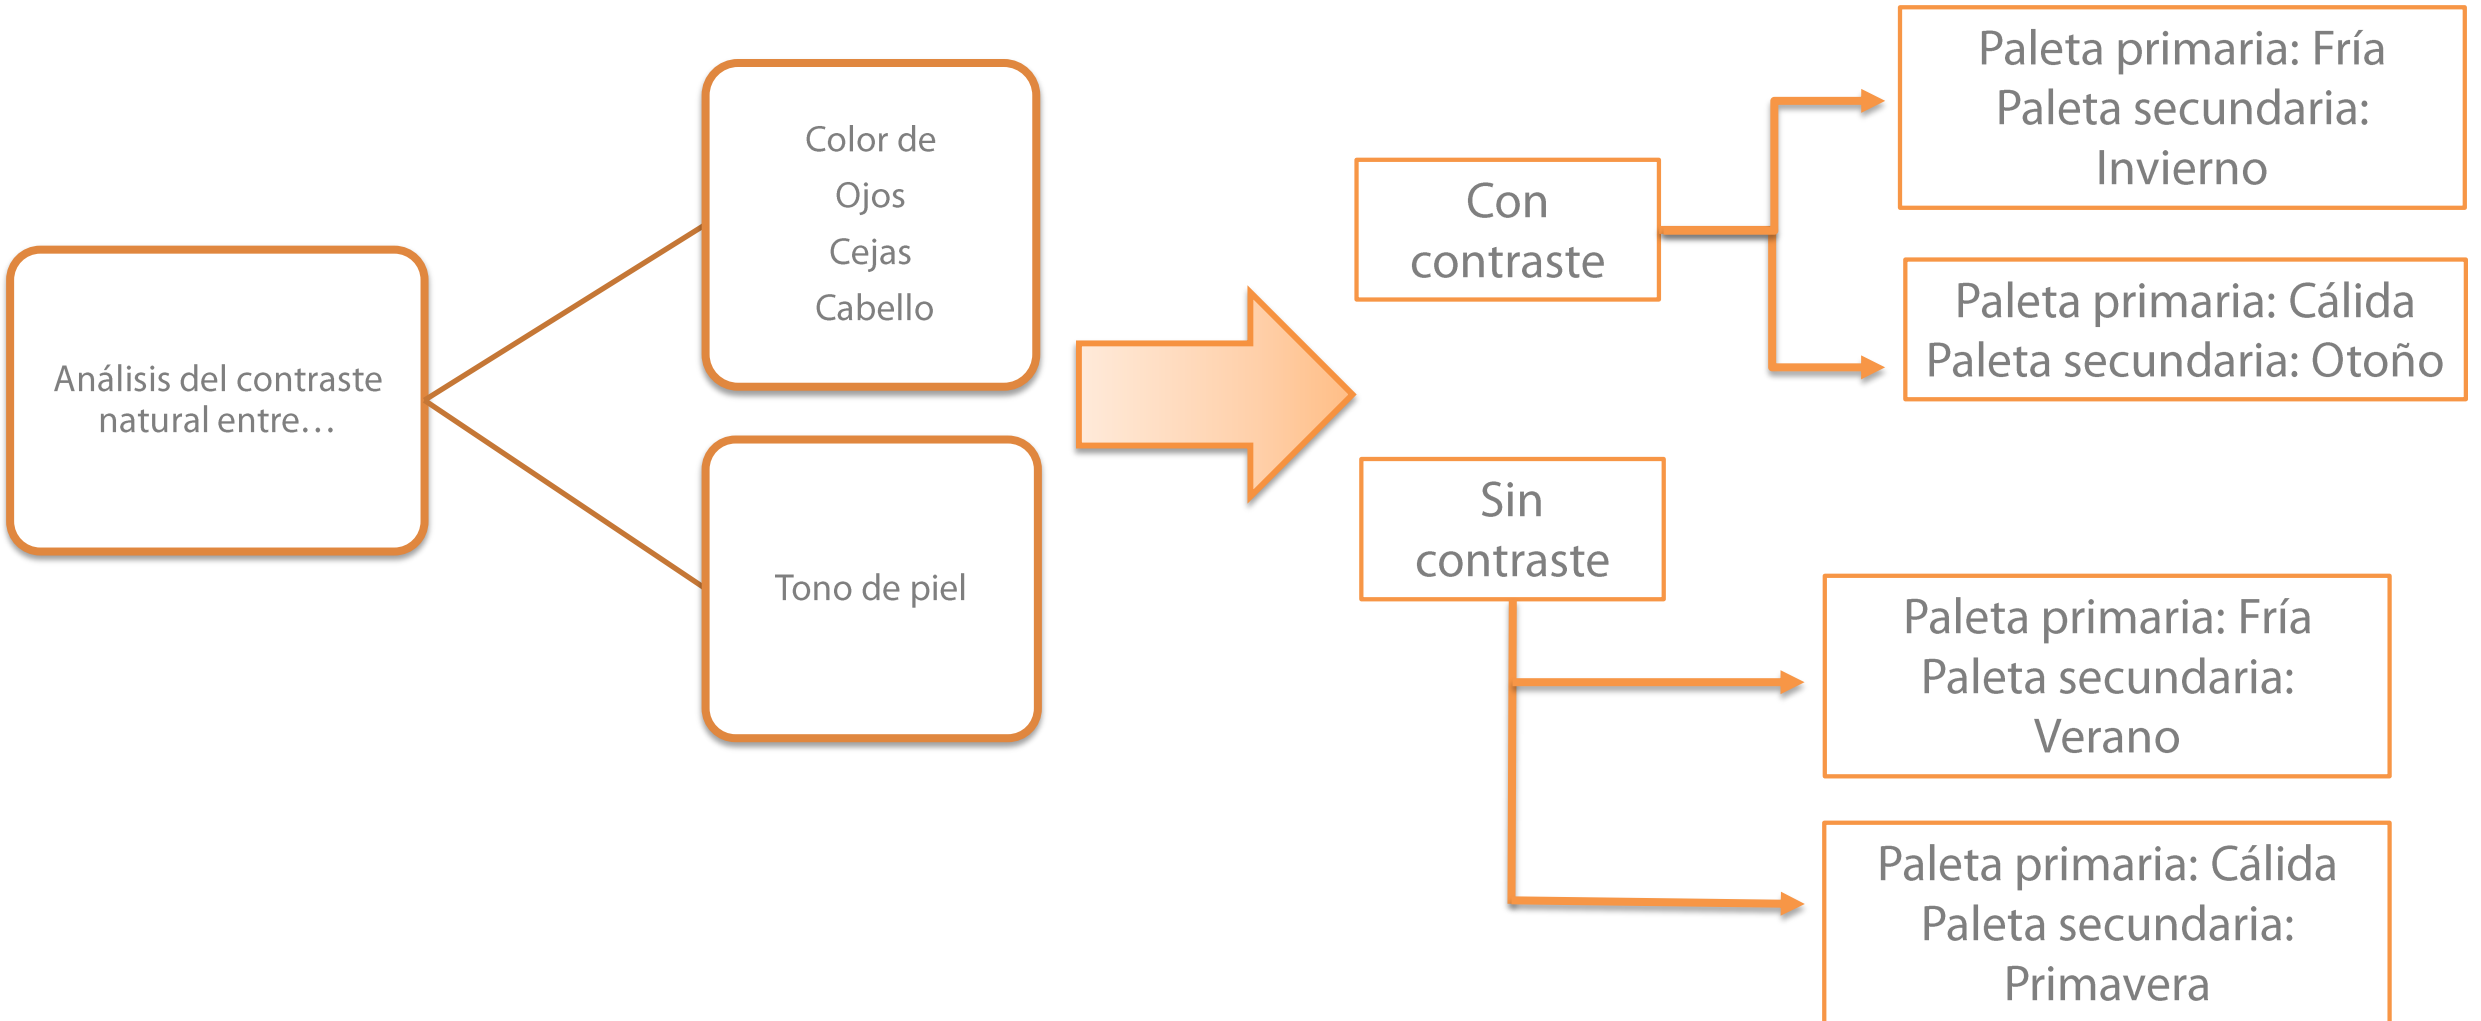 Análisis del contraste
natural entre...
Color de
Ojos
Cejas
Cabello
Tono de piel
Con
contraste
Paleta primaria: Fría
Paleta secundaria:
Invierno
Paleta primaria: Cálida
Paleta secundaria: Otoño
Sin
contraste
Paleta primaria: Fría
Paleta secundaria:
Verano
Paleta primaria: Cálida
Paleta secundaria:
Primavera